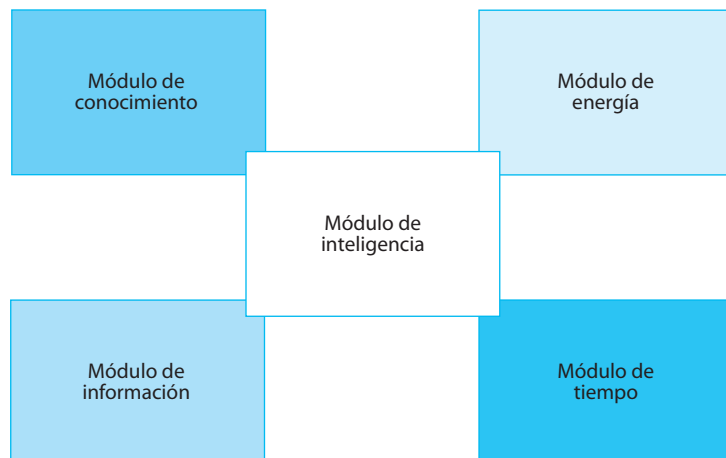 Módulo de
conocimiento
Módulo de
energía
Módulo de
inteligencia
Módulo de
información
Módulo de
tiempo